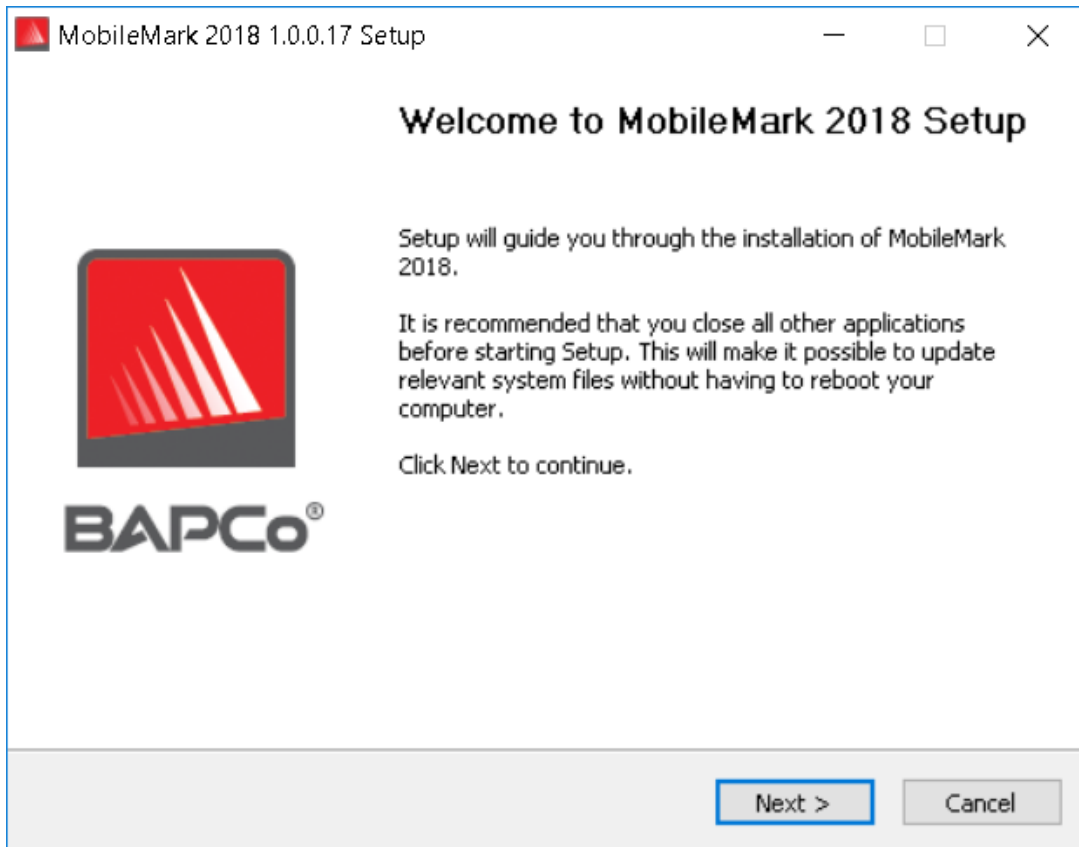 MobileMark 2018 1.0.0.17 Setup
Welcome to MobileMark 2018 Setup
Setup will guide you through the installation of MobileMark
2018.
It is recommended that you close all other applications
before starting Setup. This will make it possible to update
relevant system files without having to reboot your
computer.
Click Next to continue.
BAPCo®
Next >
Cancel